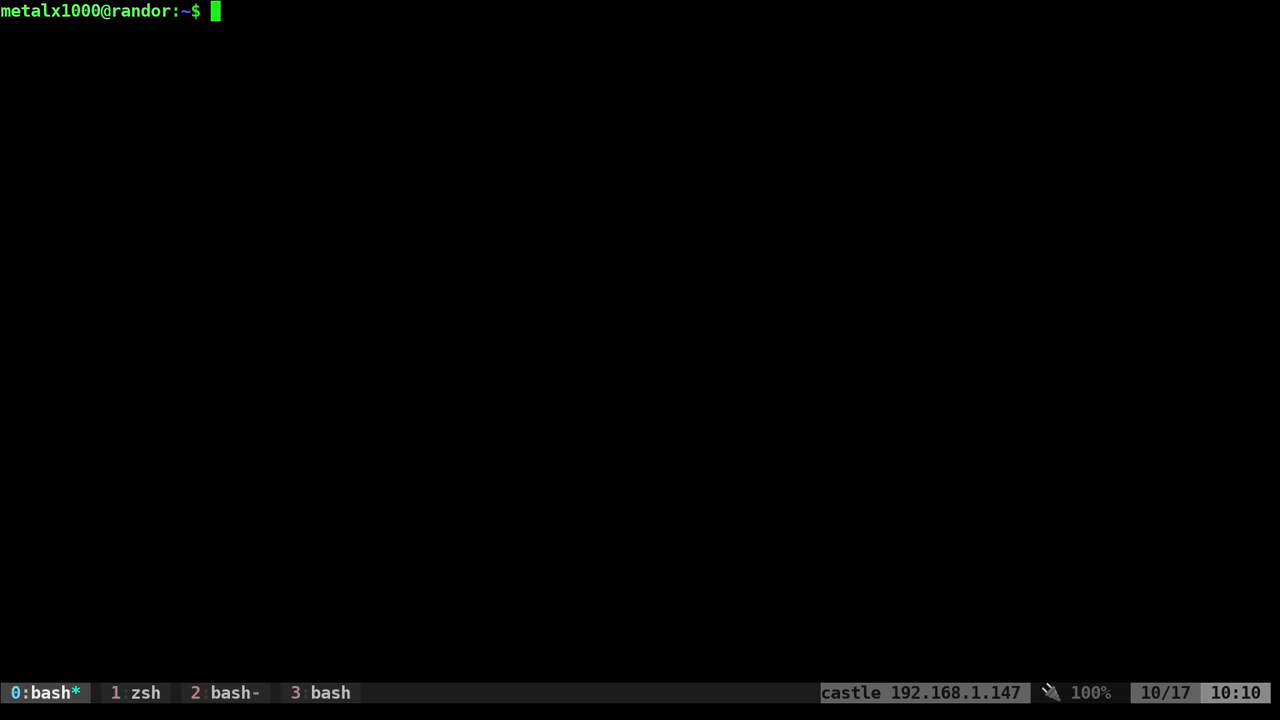 metalx1000@randor:~$
0:bash* 1:zsh 2:bash- 3:bash castle 192.168.1.147 🔌 100% 10/17 10:10